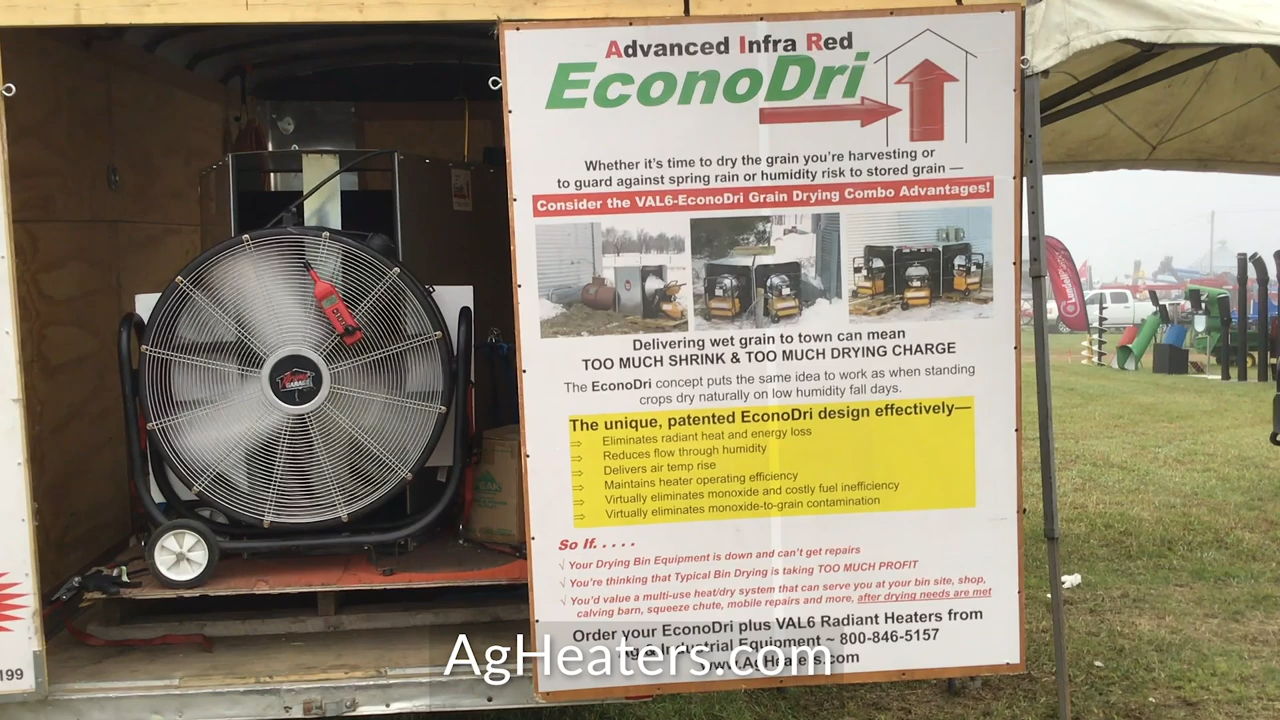 Advanced Infra Red
EconoDri
Whether it's time to dry the grain you're harvesting or
to guard against spring rain or humidity risk to stored grain —
Consider the VAL6-EconoDri Grain Drying Combo Advantages!
Delivering wet grain to town can mean
TOO MUCH SHRINK & TOO MUCH DRYING CHARGE
The EconoDri concept puts the same idea to work as when standing
crops dry naturally on low humidity fall days.
The unique, patented EconoDri design effectively—
⇒ Eliminates radiant heat and energy loss
⇒ Reduces flow through humidity
⇒ Delivers air temp rise
⇒ Maintains heater operating efficiency
⇒ Virtually eliminates monoxide and costly fuel inefficiency
⇒ Virtually eliminates monoxide-to-grain contamination
So If. . . . .
√ Your Drying Bin Equipment is down and can't get repairs
√ You're thinking that Typical Bin Drying is taking TOO MUCH PROFIT
√ You'd value a multi-use heat/dry system that can serve you at your bin site, shop,
calving barn, squeeze chute, mobile repairs and more, after drying needs are met
Order your EconoDri plus VAL6 Radiant Heaters from
Industrial Equipment ~ 800-846-5157
www.AgHeaters.com
AgHeaters.com
GARAGE
Lundell
199